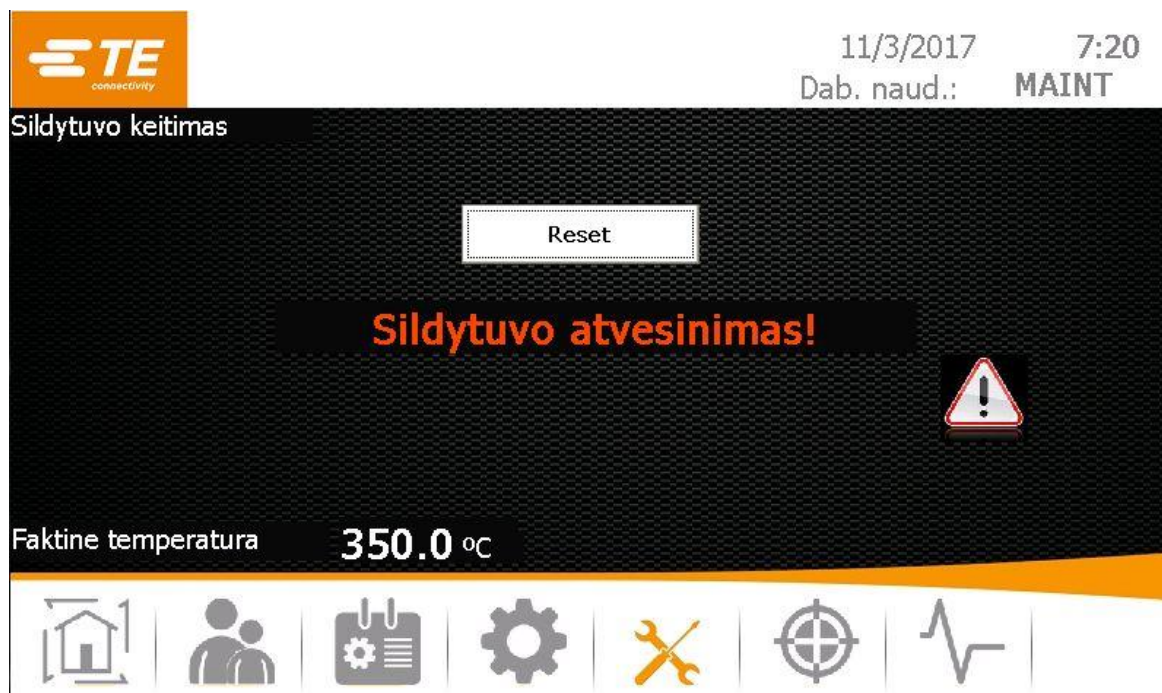 TE
connectivity
11/3/2017 7:20
Dab. naud.: MAINT
Sildytuvo keitimas
Reset
Sildytuvo atvesinimas!
Faktine temperatura 350.0 ºC